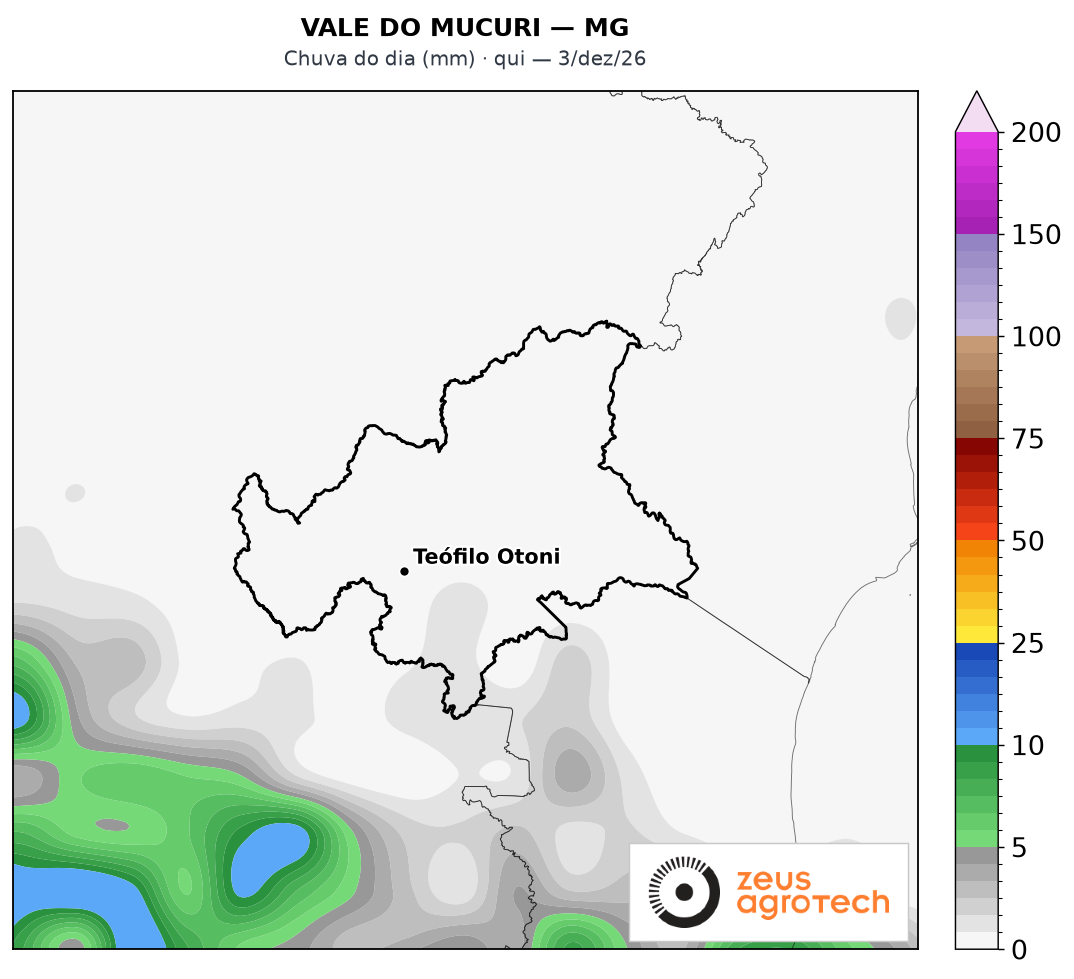 VALE DO MUCURI — MG
Chuva do dia (mm) · qui — 3/dez/26
200
150
100
75
50
25
10
5
0
Teófilo Otoni
zeus
agrotech